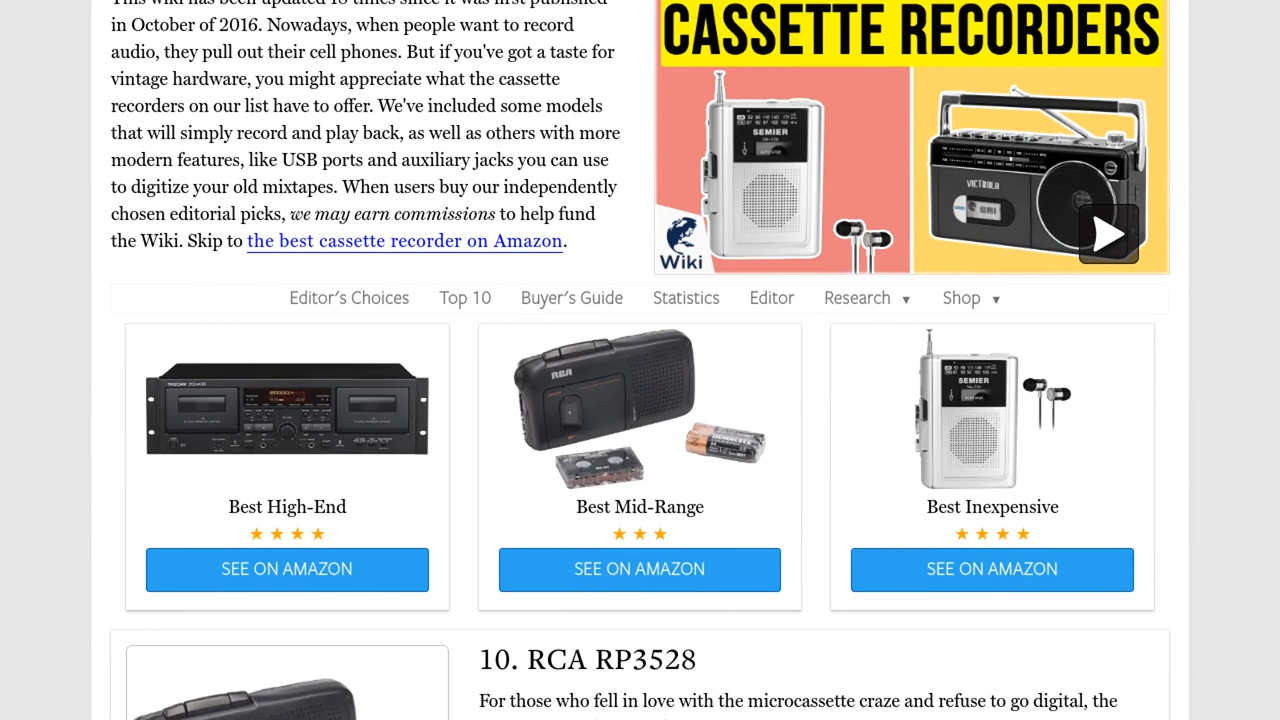 in October of 2016. Nowadays, when people want to record
audio, they pull out their cell phones. But if you've got a taste for
vintage hardware, you might appreciate what the cassette
recorders on our list have to offer. We've included some models
that will simply record and play back, as well as others with more
modern features, like USB ports and auxiliary jacks you can use
to digitize your old mixtapes. When users buy our independently
chosen editorial picks, we may earn commissions to help fund
the Wiki. Skip to the best cassette recorder on Amazon.
CASSETTE RECORDERS
SEMIER
VICTROLA
Wiki
Editor's Choices Top 10 Buyer's Guide Statistics Editor Research ▼ Shop ▼
TASCAM
RCA
DURACELL
SEMIER
Best High-End
★ ★ ★ ★
SEE ON AMAZON
Best Mid-Range
★ ★ ★
SEE ON AMAZON
Best Inexpensive
★ ★ ★ ★
SEE ON AMAZON
10. RCA RP3528
For those who fell in love with the microcassette craze and refuse to go digital, the